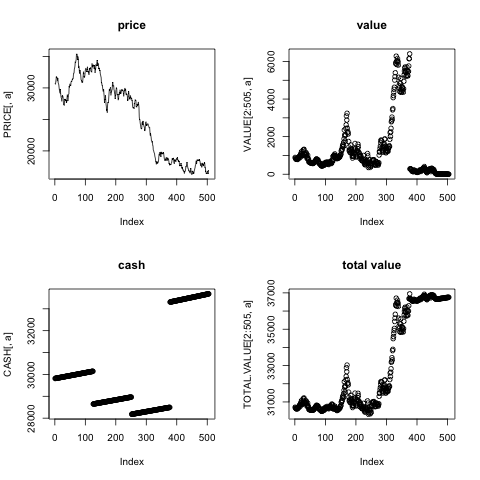 price
PRICE[, a]
20000
30000
0 100 200 300 400 500
Index
value
VALUE[2:505, a]
0 2000 4000 6000
0 100 200 300 400 500
Index
cash
CASH[, a]
28000 30000 32000
0 100 200 300 400 500
Index
total value
TOTAL.VALUE[2:505, a]
31000 33000 35000 37000
0 100 200 300 400 500
Index